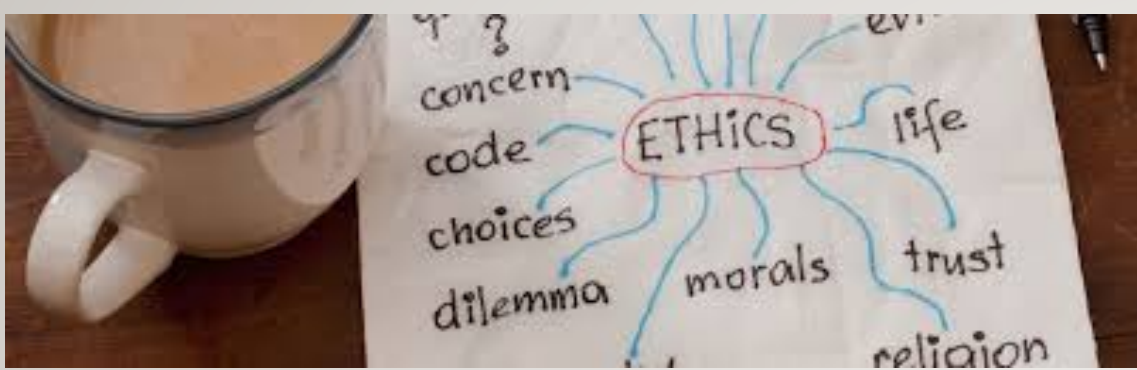 ?
concern
code
choices
dilemma
ETHiCS
morals
life
trust
religion